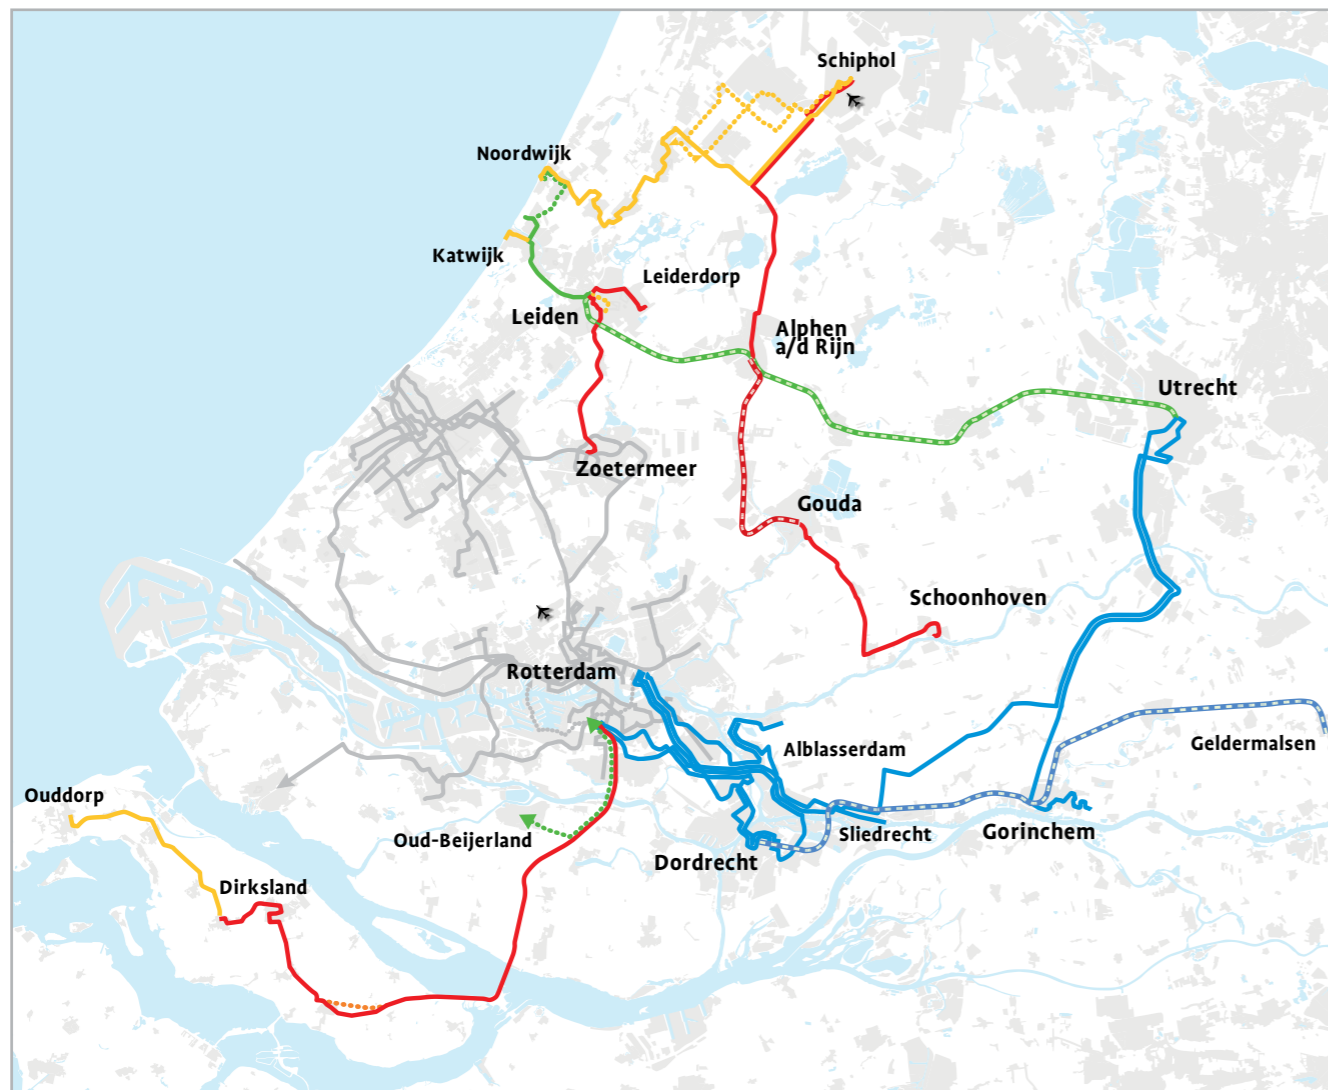 Schiphol
Noordwijk
Katwijk
Leiderdorp
Leiden
Alphen
a/d Rijn
Utrecht
Zoetermeer
Gouda
Schoonhoven
Rotterdam
Alblasserdam
Geldermalsen
Ouddorp
Oud-Beijerland
Sliedrecht
Gorinchem
Dordrecht
Dirksland